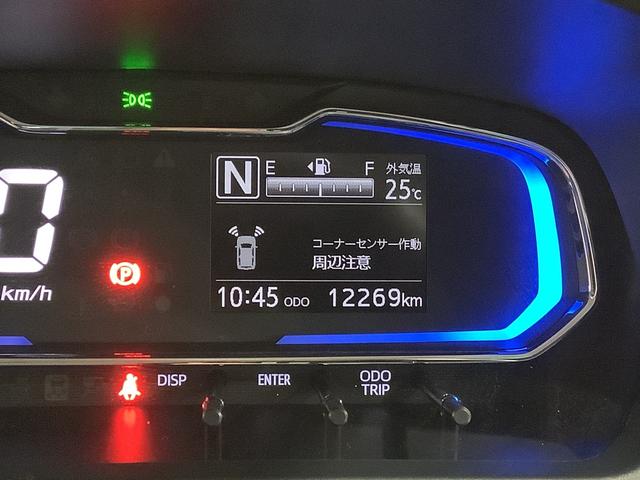 N E F 外気温
25℃
0
コーナーセンサー作動
周辺注意
km/h
P
10:45 ODO 12269km
DISP ENTER ODO
TRIP